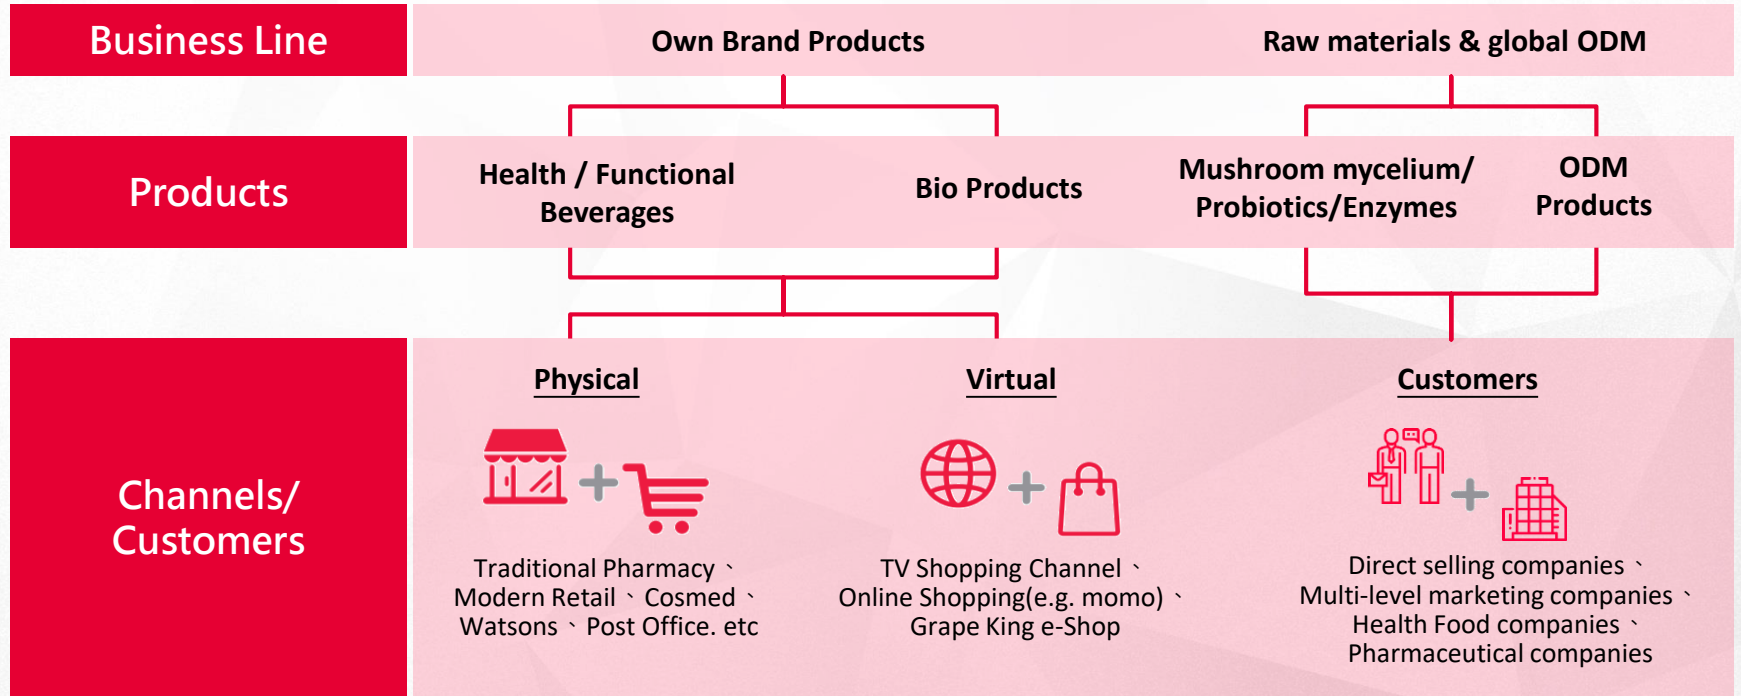 Business Line
Own Brand Products
Raw materials & global ODM
Products
Health / Functional
Beverages
Bio Products
Mushroom mycelium/
Probiotics/Enzymes
ODM
Products
Channels/
Customers
Physical
Traditional Pharmacy、
Modern Retail、Cosmed、
Watsons、Post Office. etc
Virtual
TV Shopping Channel、
Online Shopping(e.g. momo)、
Grape King e-Shop
Customers
Direct selling companies、
Multi-level marketing companies、
Health Food companies、
Pharmaceutical companies